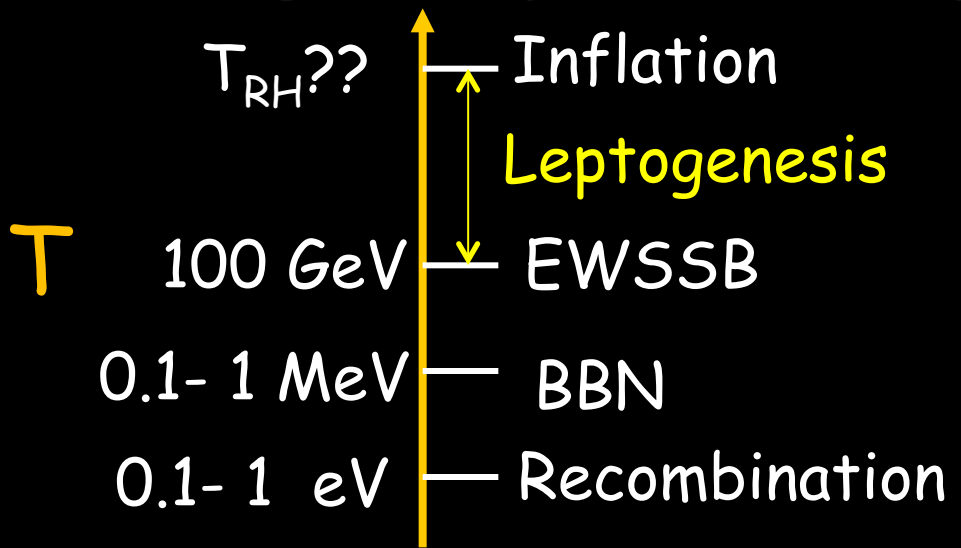 T_RH?? Inflation
Leptogenesis
T
100 GeV EWSSB
0.1- 1 MeV BBN
0.1- 1 eV Recombination